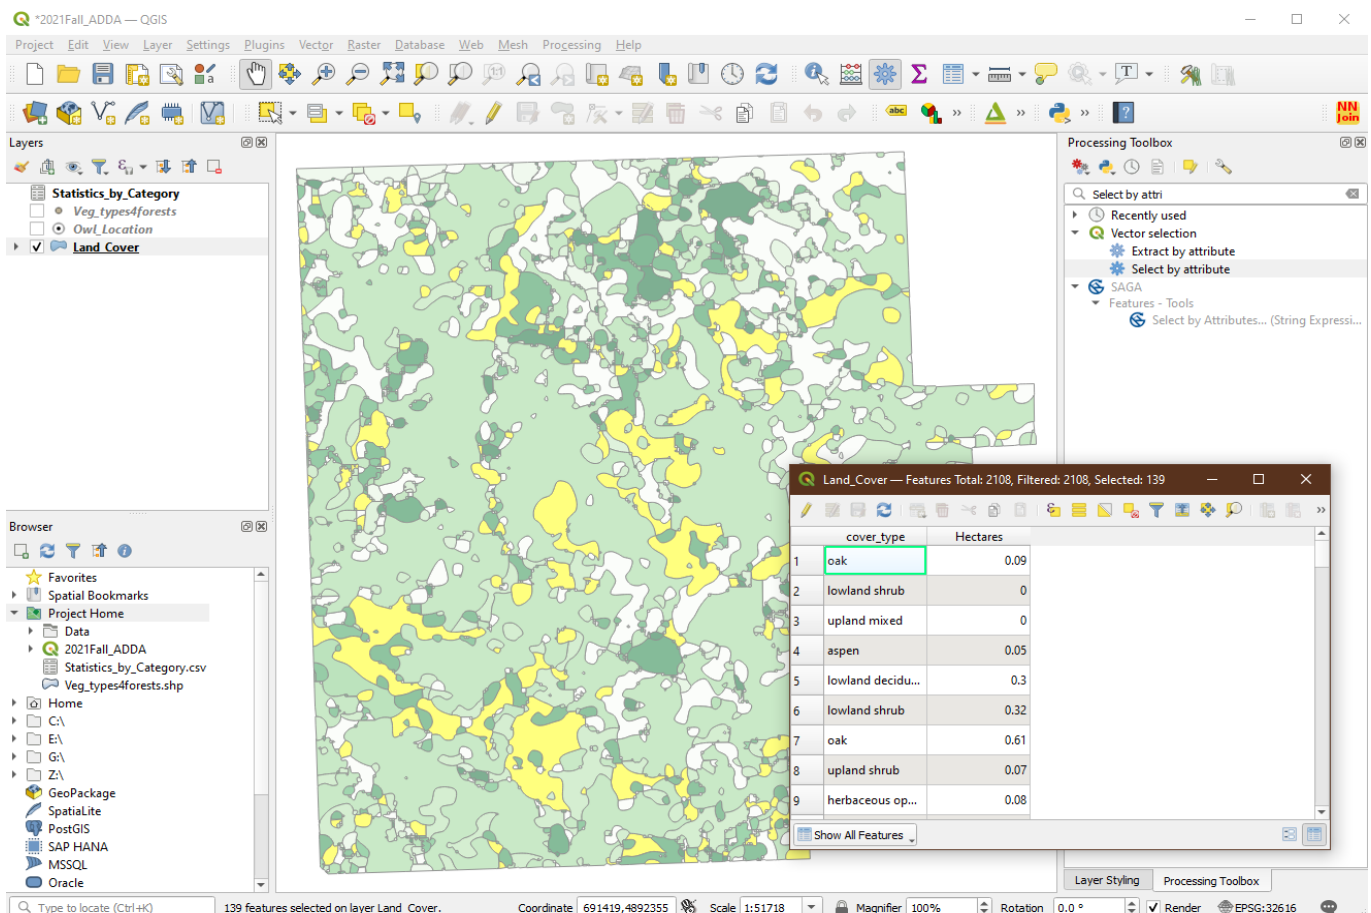 *2021Fall_ADDA — QGIS
Project Edit View Layer Settings Plugins Vector Raster Database Web Mesh Processing Help
abc
NN
Join
Layers
Statistics_by_Category
Veg_types4forests
Owl_Location
Land_Cover
Browser
Favorites
Spatial Bookmarks
Project Home
Data
2021Fall_ADDA
Statistics_by_Category.csv
Veg_types4forests.shp
Home
C:\
E:\
G:\
Z:\
GeoPackage
SpatiaLite
PostGIS
SAP HANA
MSSQL
Oracle
Processing Toolbox
Select by attri
Recently used
Vector selection
Extract by attribute
Select by attribute
SAGA
Features - Tools
Select by Attributes... (String Expressi...
Land_Cover — Features Total: 2108, Filtered: 2108, Selected: 139
cover_type Hectares
1 oak 0.09
2 lowland shrub 0
3 upland mixed 0
4 aspen 0.05
5 lowland decidu... 0.3
6 lowland shrub 0.32
7 oak 0.61
8 upland shrub 0.07
9 herbaceous op... 0.08
Show All Features
Layer Styling Processing Toolbox
Type to locate (Ctrl+K) 139 features selected on layer Land_Cover. Coordinate 691419,4892355 Scale 1:51718 Magnifier 100% Rotation 0.0 ° Render EPSG:32616